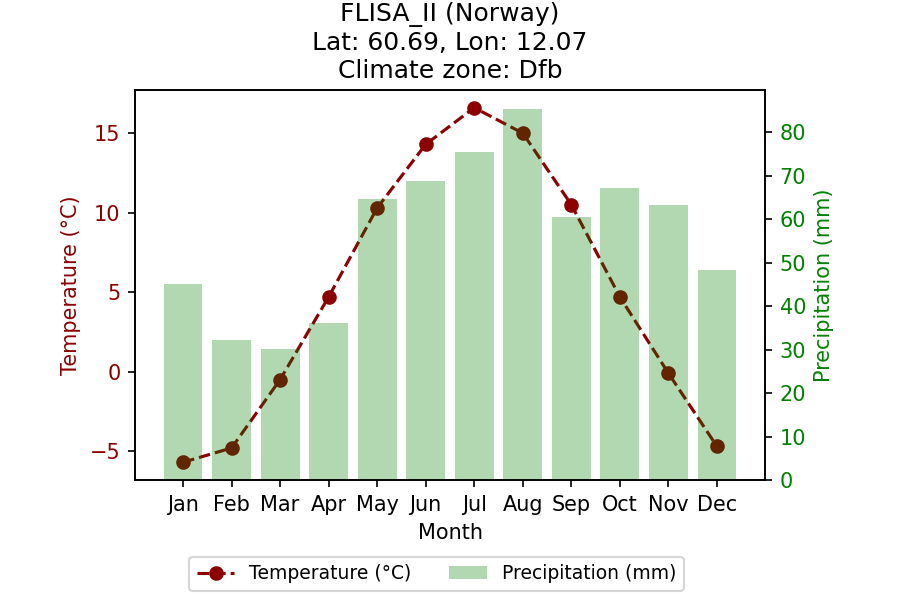 FLISA_II (Norway)
Lat: 60.69, Lon: 12.07
Climate zone: Dfb
Temperature (°C)
15
10
5
0
−5
80
70
60
50
40
30
20
10
0
Precipitation (mm)
Jan Feb Mar Apr May Jun Jul Aug Sep Oct Nov Dec
Month
Temperature (°C) Precipitation (mm)